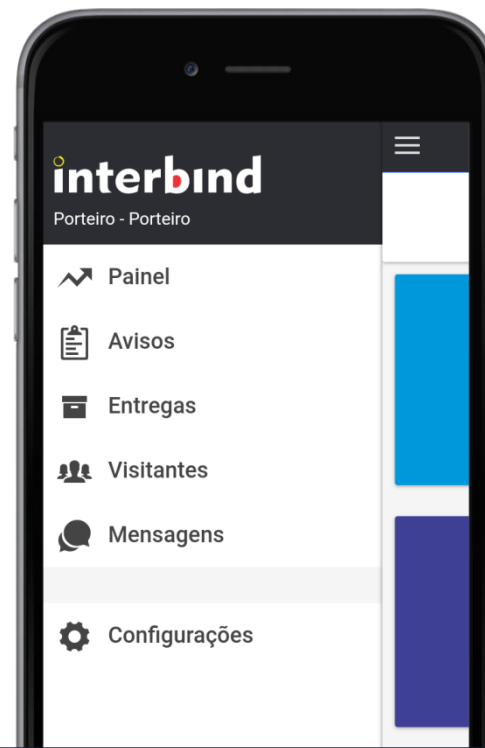 interbind
Porteiro - Porteiro
Painel
Avisos
Entregas
Visitantes
Mensagens
Configurações